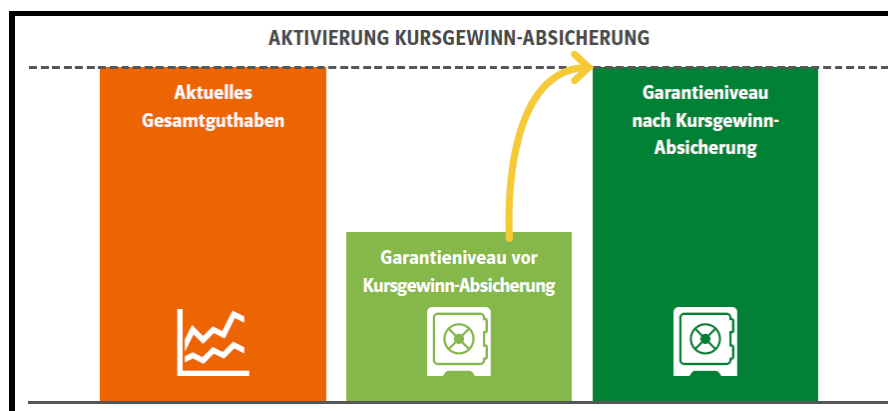 AKTIVIERUNG KURSGEWINN-ABSICHERUNG
Aktuelles
Gesamtguthaben
Garantieniveau vor
Kursgewinn-Absicherung
Garantieniveau
nach Kursgewinn-
Absicherung